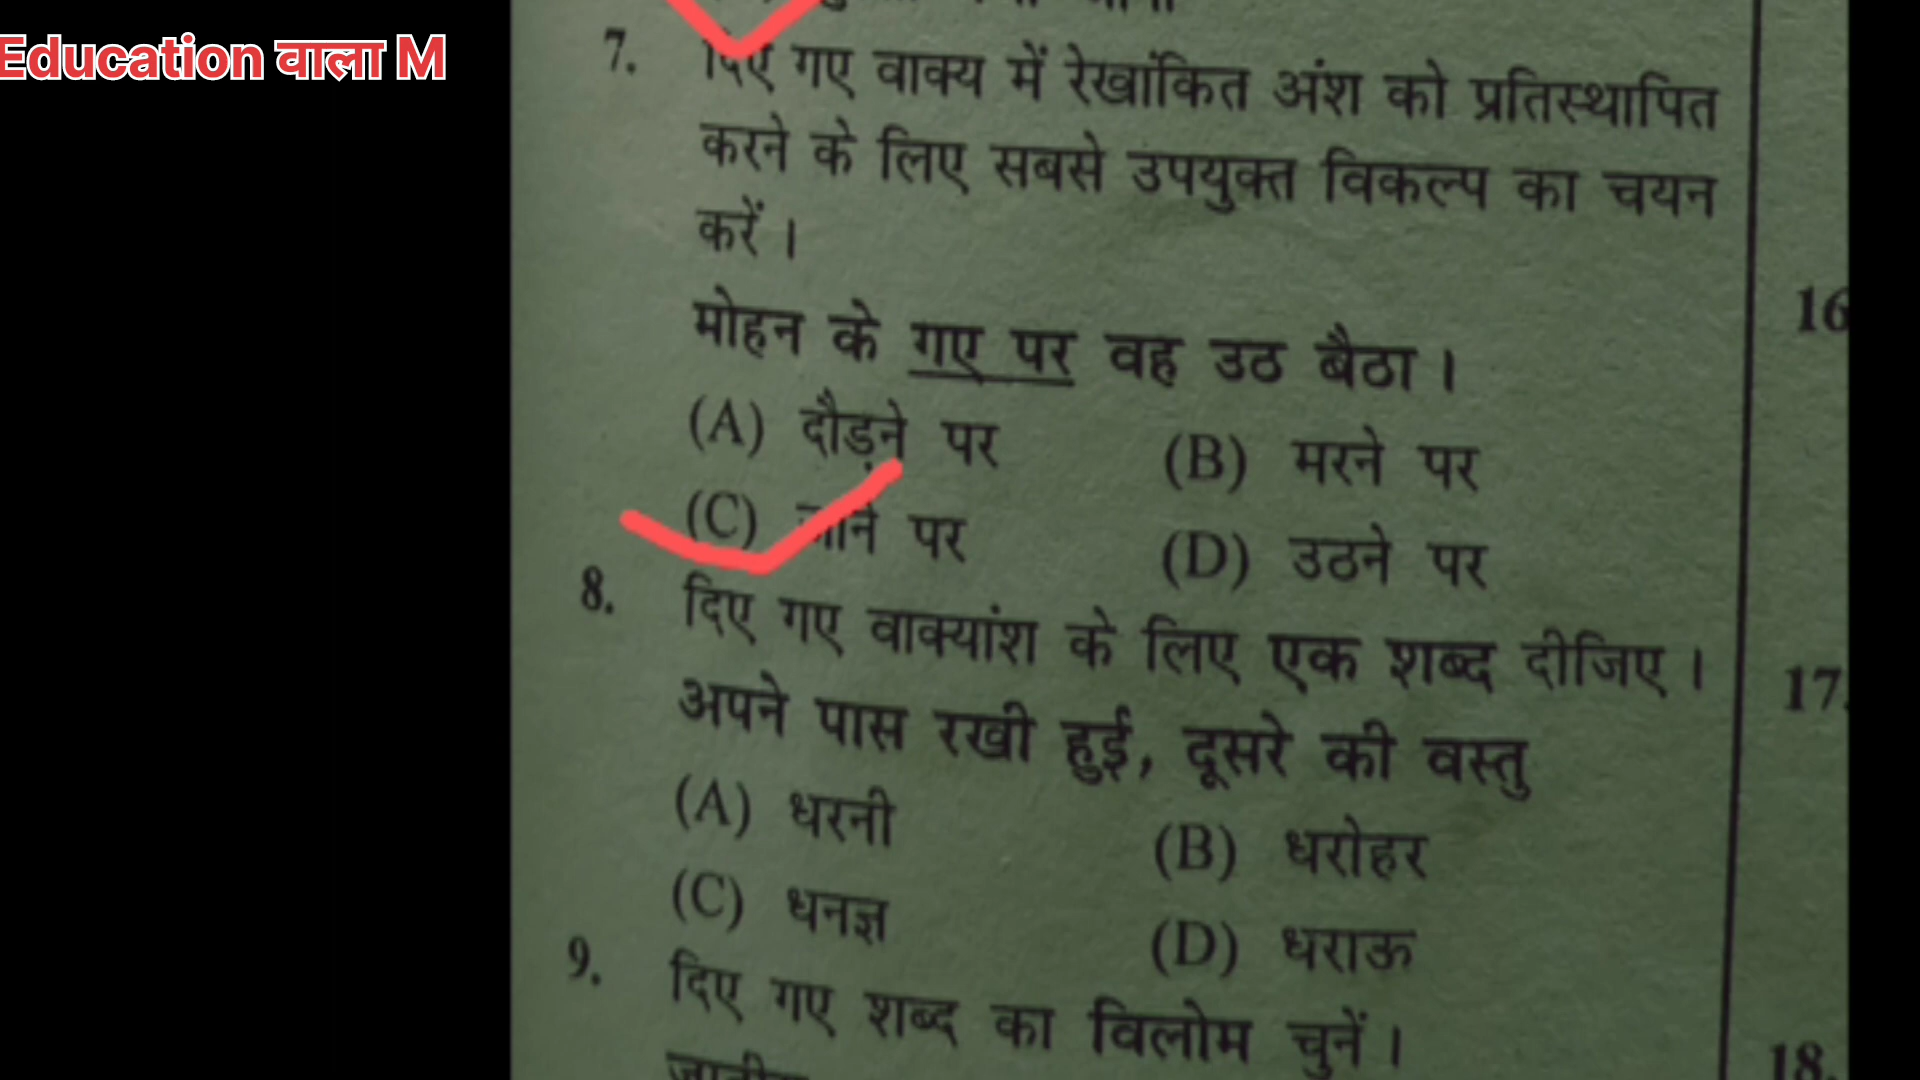 Education वाला M
7. दिए गए वाक्य में रेखांकित अंश को प्रतिस्थापित
करने के लिए सबसे उपयुक्त विकल्प का चयन
करें ।
मोहन के गए पर वह उठ बैठा ।
(A) दौड़ने पर (B) मरने पर
(C) जाने पर (D) उठने पर
8. दिए गए वाक्यांश के लिए एक शब्द दीजिए ।
अपने पास रखी हुई, दूसरे की वस्तु
(A) धरनी (B) धरोहर
(C) धनज्ञ (D) धराऊ
9. दिए गए शब्द का विलोम चुनें ।
16
17.
18.